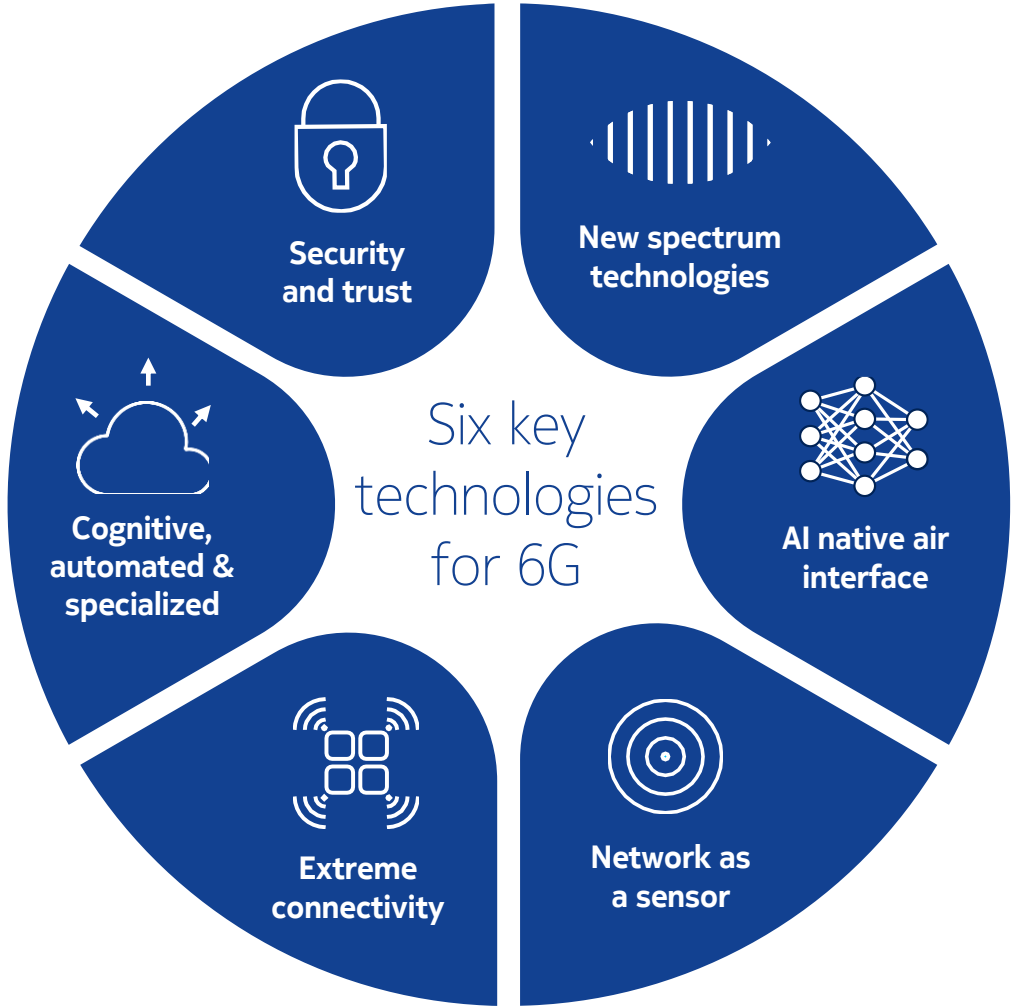 Six key
technologies
for 6G
New spectrum
technologies
AI native air
interface
Network as
a sensor
Extreme
connectivity
Cognitive,
automated &
specialized
Security
and trust